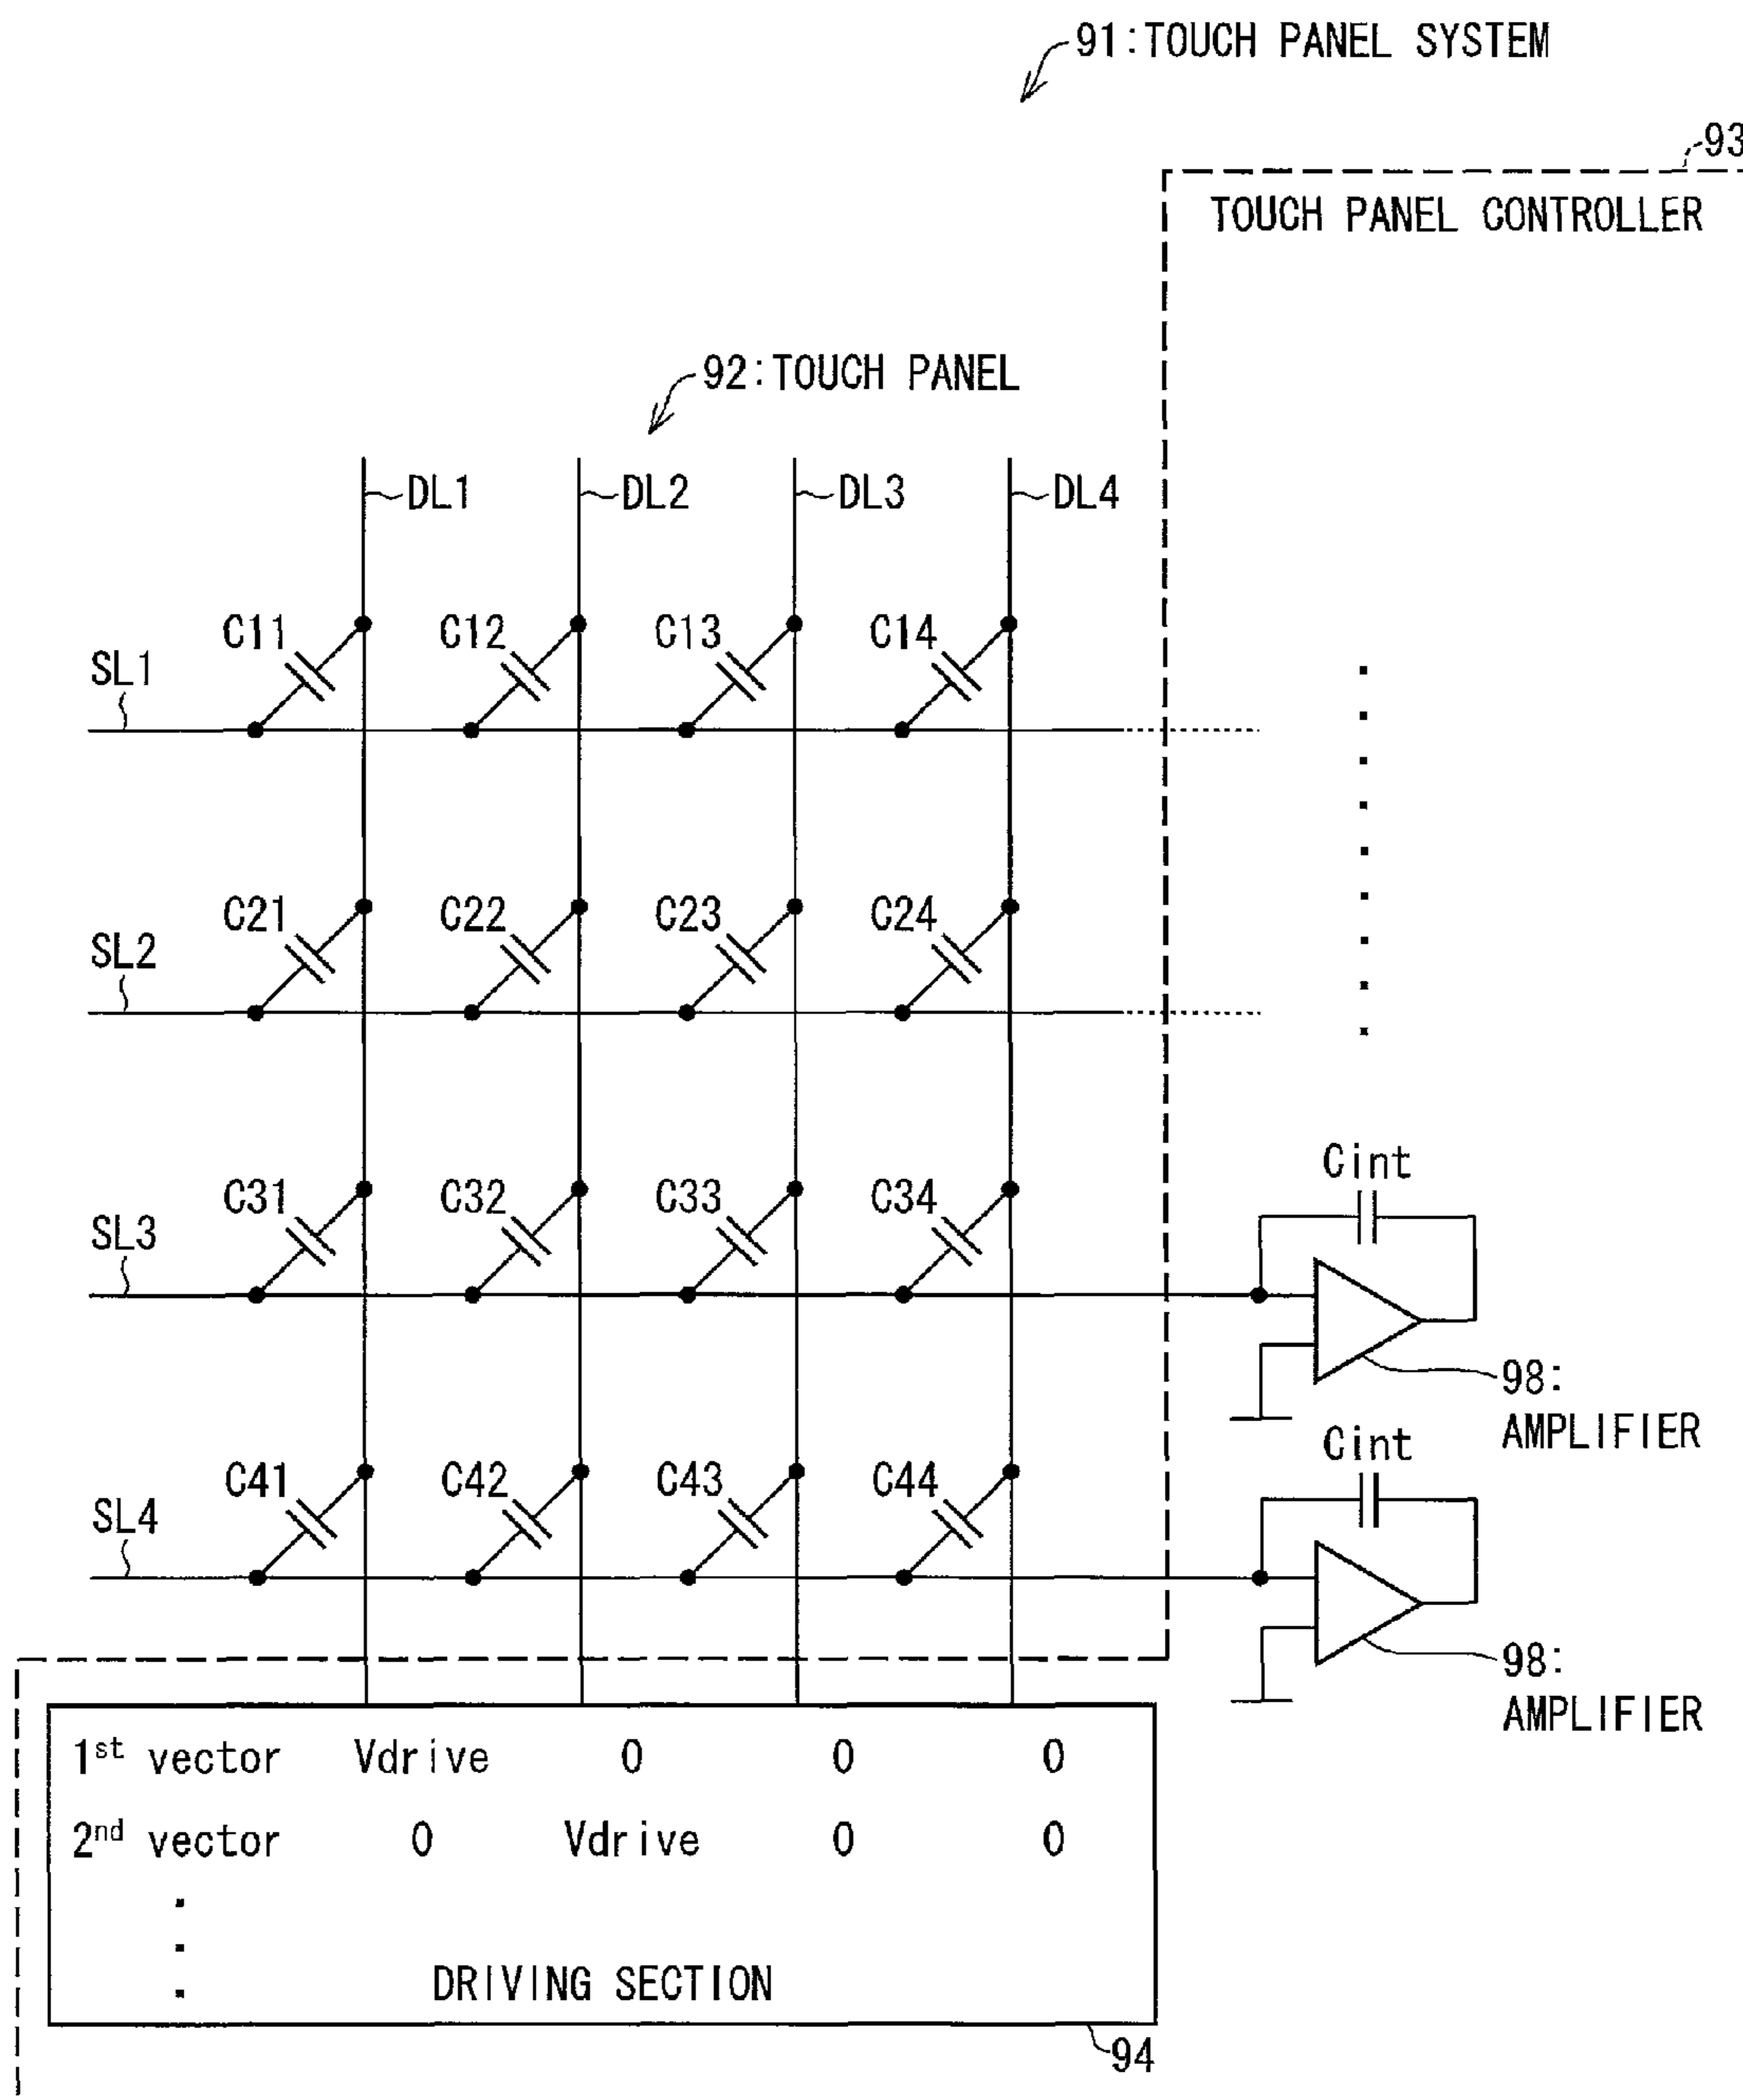 91:TOUCH PANEL SYSTEM
93
TOUCH PANEL CONTROLLER
92:TOUCH PANEL
DL1 DL2 DL3 DL4
C11 C12 C13 C14
SL1
C21 C22 C23 C24
SL2
Cint
C31 C32 C33 C34
SL3
98:
AMPLIFIER
Cint
C41 C42 C43 C44
SL4
98:
AMPLIFIER
1st vector Vdrive 0 0 0
2nd vector 0 Vdrive 0 0
DRIVING SECTION
94